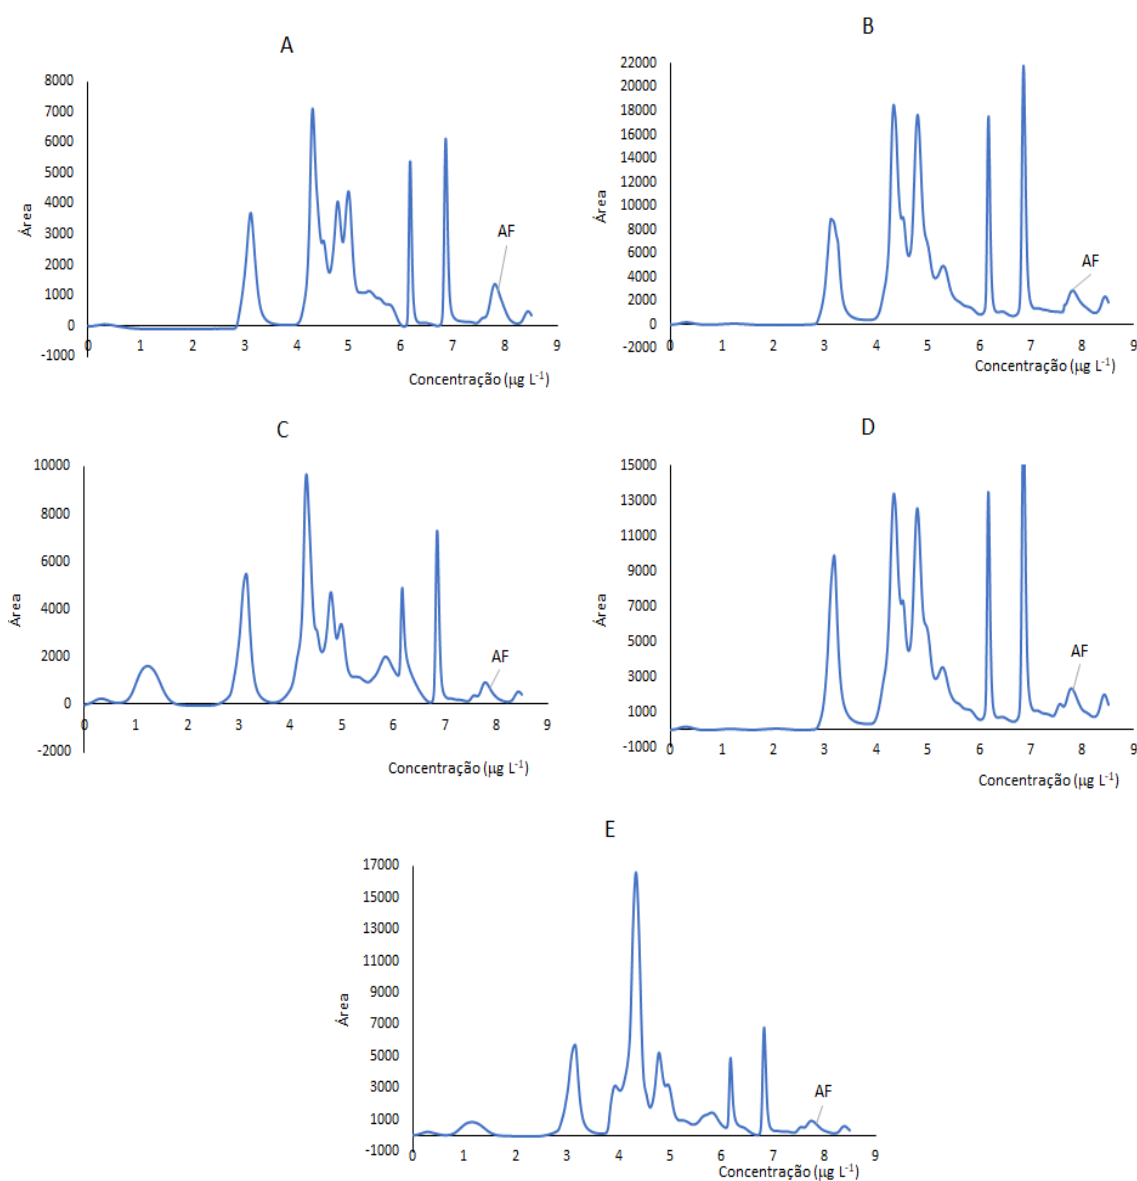 A
8000
7000
6000
5000
4000
3000
2000
1000
0
-1000
Área
AF
0 1 2 3 4 5 6 7 8 9
Concentração (µg L-1)
B
22000
20000
18000
16000
14000
12000
10000
8000
6000
4000
2000
0
-2000
Área
AF
0 1 2 3 4 5 6 7 8 9
Concentração (µg L-1)
C
10000
8000
6000
4000
2000
0
-2000
Área
AF
0 1 2 3 4 5 6 7 8 9
Concentração (µg L-1)
D
15000
13000
11000
9000
7000
5000
3000
1000
-1000
Área
AF
0 1 2 3 4 5 6 7 8 9
Concentração (µg L-1)
E
17000
15000
13000
11000
9000
7000
5000
3000
1000
-1000
Área
AF
0 1 2 3 4 5 6 7 8 9
Concentração (µg L-1)